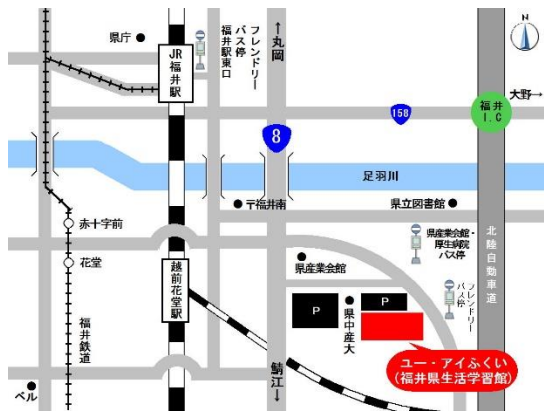 N
県庁
JR
福井駅
フレンドリー
バス停
福井駅東口
↑丸岡
大野→
福井
I.C
158
8
足羽川
〒福井南
県立図書館
赤十字前
県産業会館・
厚生病院
バス停
北陸自動車道
花堂
越前花堂駅
県産業会館
フレンドリー
バス停
P
県中産大
P
福井鉄道
ユー・アイふくい
(福井県生活学習館)
鯖江↓
ベル